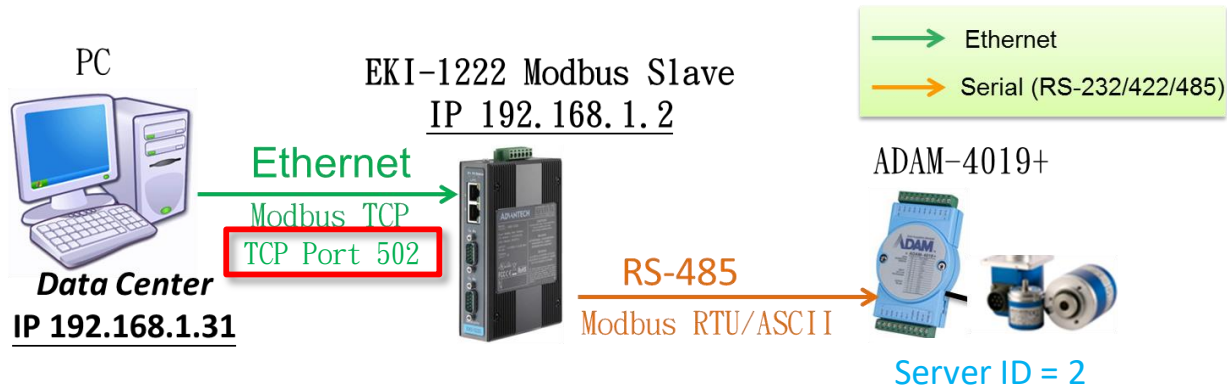 PC
EKI-1222 Modbus Slave
IP 192.168.1.2
Ethernet
Serial (RS-232/422/485)
ADAM-4019+
Ethernet
Modbus TCP
TCP Port 502
ADVANTECH
ADAM
RS-485
Modbus RTU/ASCII
Data Center
IP 192.168.1.31
Server ID = 2